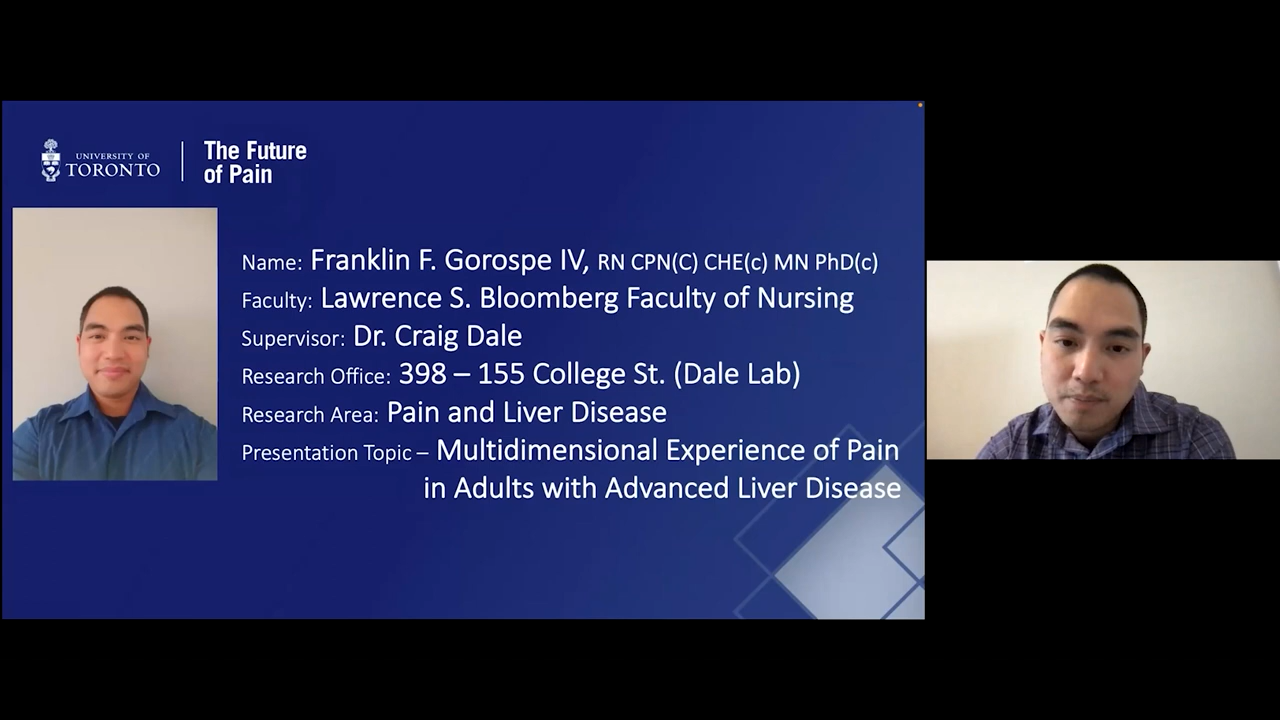 UNIVERSITY OF
TORONTO
The Future
of Pain
Name: Franklin F. Gorospe IV, RN CPN(C) CHE(c) MN PhD(c)
Faculty: Lawrence S. Bloomberg Faculty of Nursing
Supervisor: Dr. Craig Dale
Research Office: 398 – 155 College St. (Dale Lab)
Research Area: Pain and Liver Disease
Presentation Topic – Multidimensional Experience of Pain
in Adults with Advanced Liver Disease